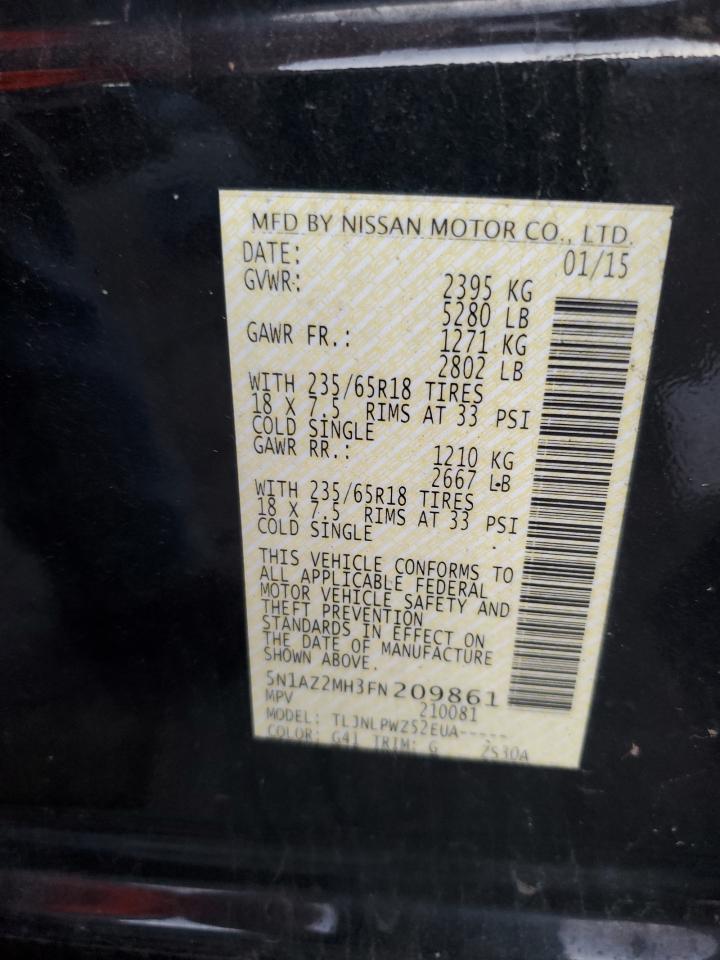 MFD BY NISSAN MOTOR CO., LTD.
DATE: 01/15
GVWR: 2395 KG
5280 LB
GAWR FR.: 1271 KG
2802 LB
WITH 235/65R18 TIRES
18 X 7.5 RIMS AT 33 PSI
COLD SINGLE
GAWR RR.: 1210 KG
2667 LB
WITH 235/65R18 TIRES
18 X 7.5 RIMS AT 33 PSI
COLD SINGLE
THIS VEHICLE CONFORMS TO
ALL APPLICABLE FEDERAL
MOTOR VEHICLE SAFETY AND
THEFT PREVENTION
STANDARDS IN EFFECT ON
THE DATE OF MANUFACTURE
SHOWN ABOVE.
5N1AZ2MH3FN209861
MPV 210081
MODEL: TLJNLPWZ52EUA-----
COLOR: G41 TRIM: G 2S30A